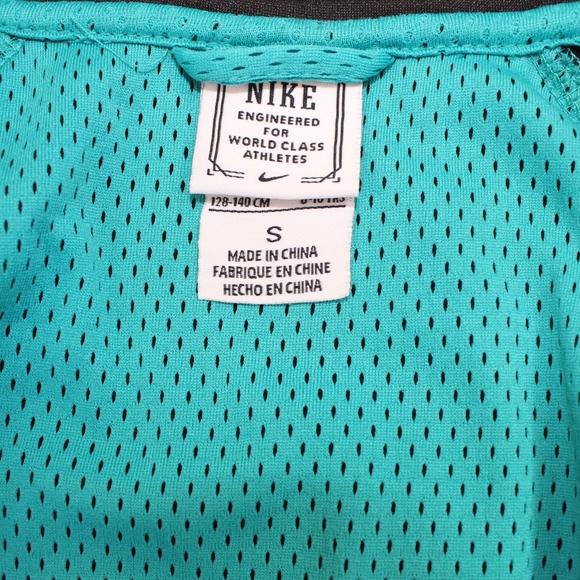 NIKE
ENGINEERED
FOR
WORLD CLASS
ATHLETES
128-140 CM
S
MADE IN CHINA
FABRIQUE EN CHINE
HECHO EN CHINA